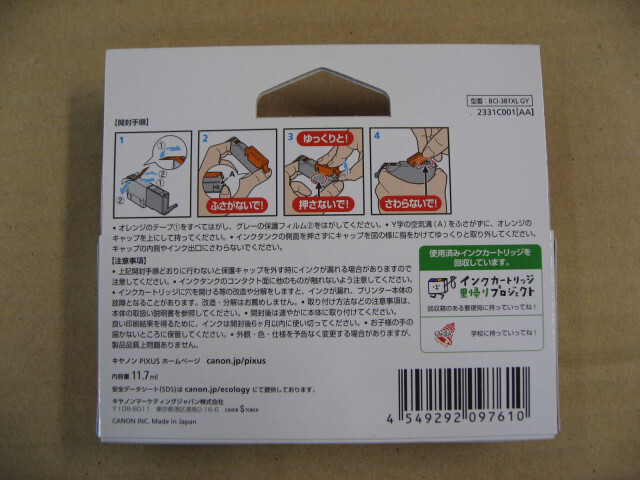 型番：BCI-381XL GY
2331C001[AA]
【開封手順】
1
2
3
4
ゆっくりと!
ふさがないで!
押さないで!
さわらないで!
• オレンジのテープ①をすべてはがし、グレーの保護フィルム②をはがしてください。• Y字の空気溝（A）をふさがずに、オレンジの
キャップを上にして持ってください。• インクタンクの側面を押さずにキャップを図の様に指をかけてゆっくりと取り外してください。
キャップの内側やインク出口にさわらないでください。
【注意事項】
• 上記開封手順どおりに行わないと保護キャップを外す時にインクが漏れる場合がありますので
注意してください。• インクタンクのコンタクト面に他のものが触れないよう注意してください。
• インクカートリッジに穴を開ける等の改造や分解をしますと、インクが漏れ、プリンター本体の
故障となることがあります。改造・分解はお薦めしません。• 取り付け方法などの注意事項は、
本体の取扱い説明書を参照してください。• 開封後は速やかに本体に取り付けてください。
良い印刷結果を得るために、インクは開封後6ヶ月以内に使い切ってください。• お子様の手の
届かないところに保管してください。• 外観・色・仕様を予告なく変更する場合がありますが、
製品品質上問題ありません。
使用済みインクカートリッジを
回収しています。
インクカートリッジ
里帰りプロジェクト
回収箱のある郵便局に持っていってね!
学校に持っていってね!
キヤノン PIXUS ホームページ canon.jp/pixus
内容量 11.7ml
安全データシート(SDS)は canon.jp/ecology にて提供しております。
キヤノンマーケティングジャパン株式会社
〒108-8011 東京都港区港南2-16-6 CANON S TOWER
CANON INC. Made in Japan
4 549292 097610